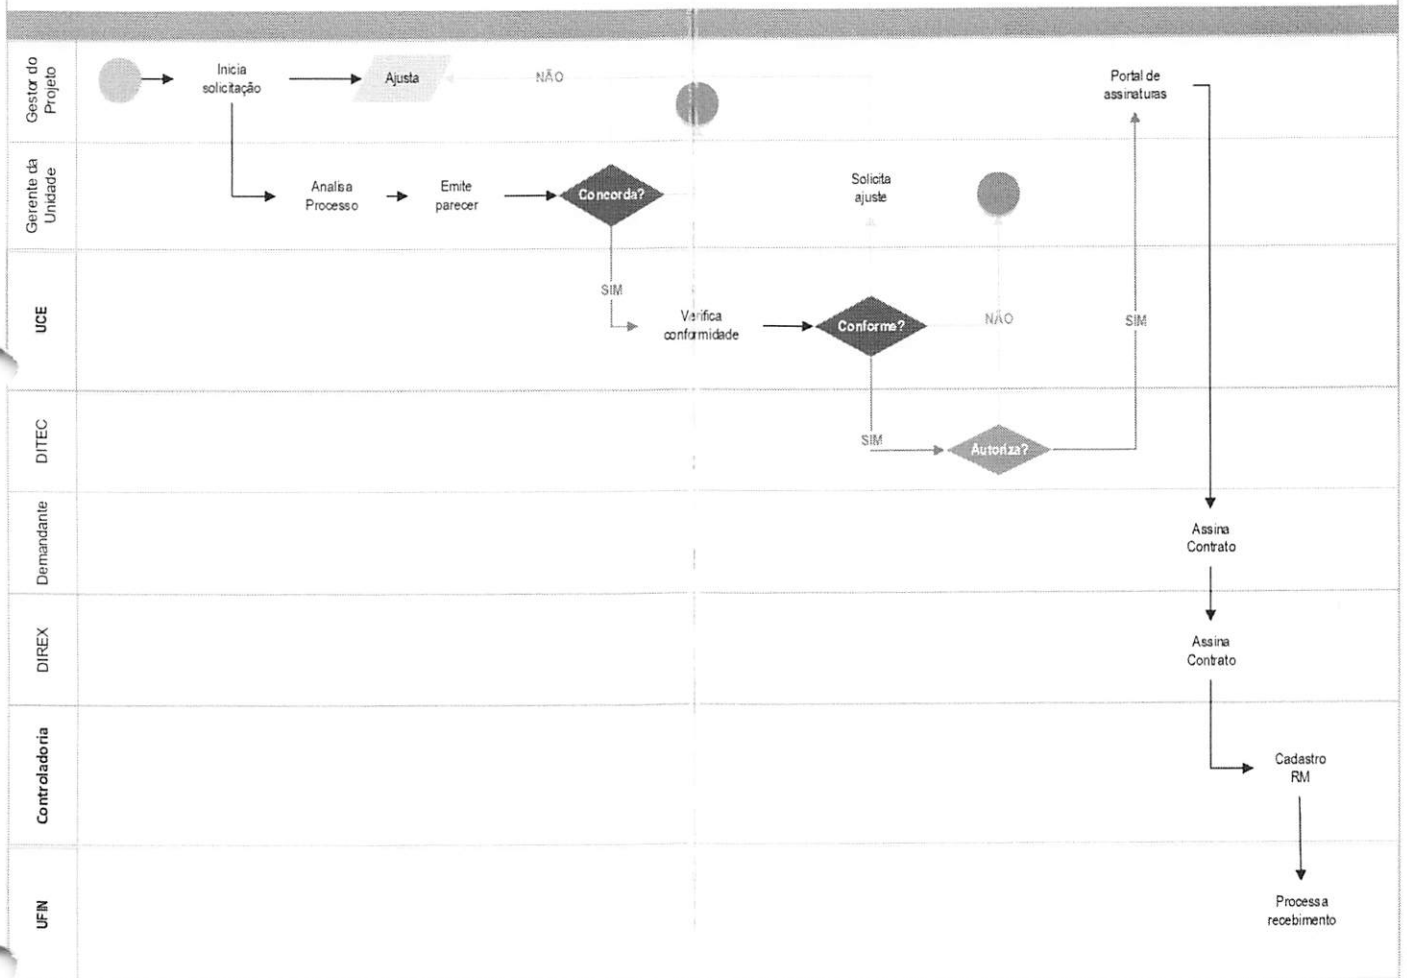 Gestor do
Projeto
Inicia
solicitação
Ajusta
NÃO
Portal de
assinaturas
Gerente da
Unidade
Analisa
Processo
Emite
parecer
Concorda?
Solicita
ajuste
UCE
SIM
Verifica
conformidade
Conforme?
NÃO
SIM
DITEC
SIM
Autoriza?
Demandante
Assina
Contrato
DIREX
Assina
Contrato
Controladoria
Cadastro
RM
UFIN
Processa
recebimento